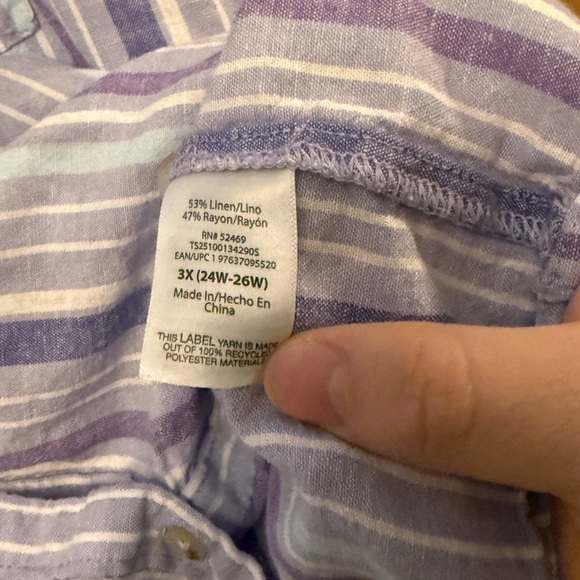 53% Linen/Lino
47% Rayon/Rayón
RN# 52469
TS25100134290S
EAN/UPC 1 97637095520
3X (24W-26W)
Made In/Hecho En
China
THIS LABEL YARN IS MADE
OUT OF 100% RECYCLED
POLYESTER MATERIAL